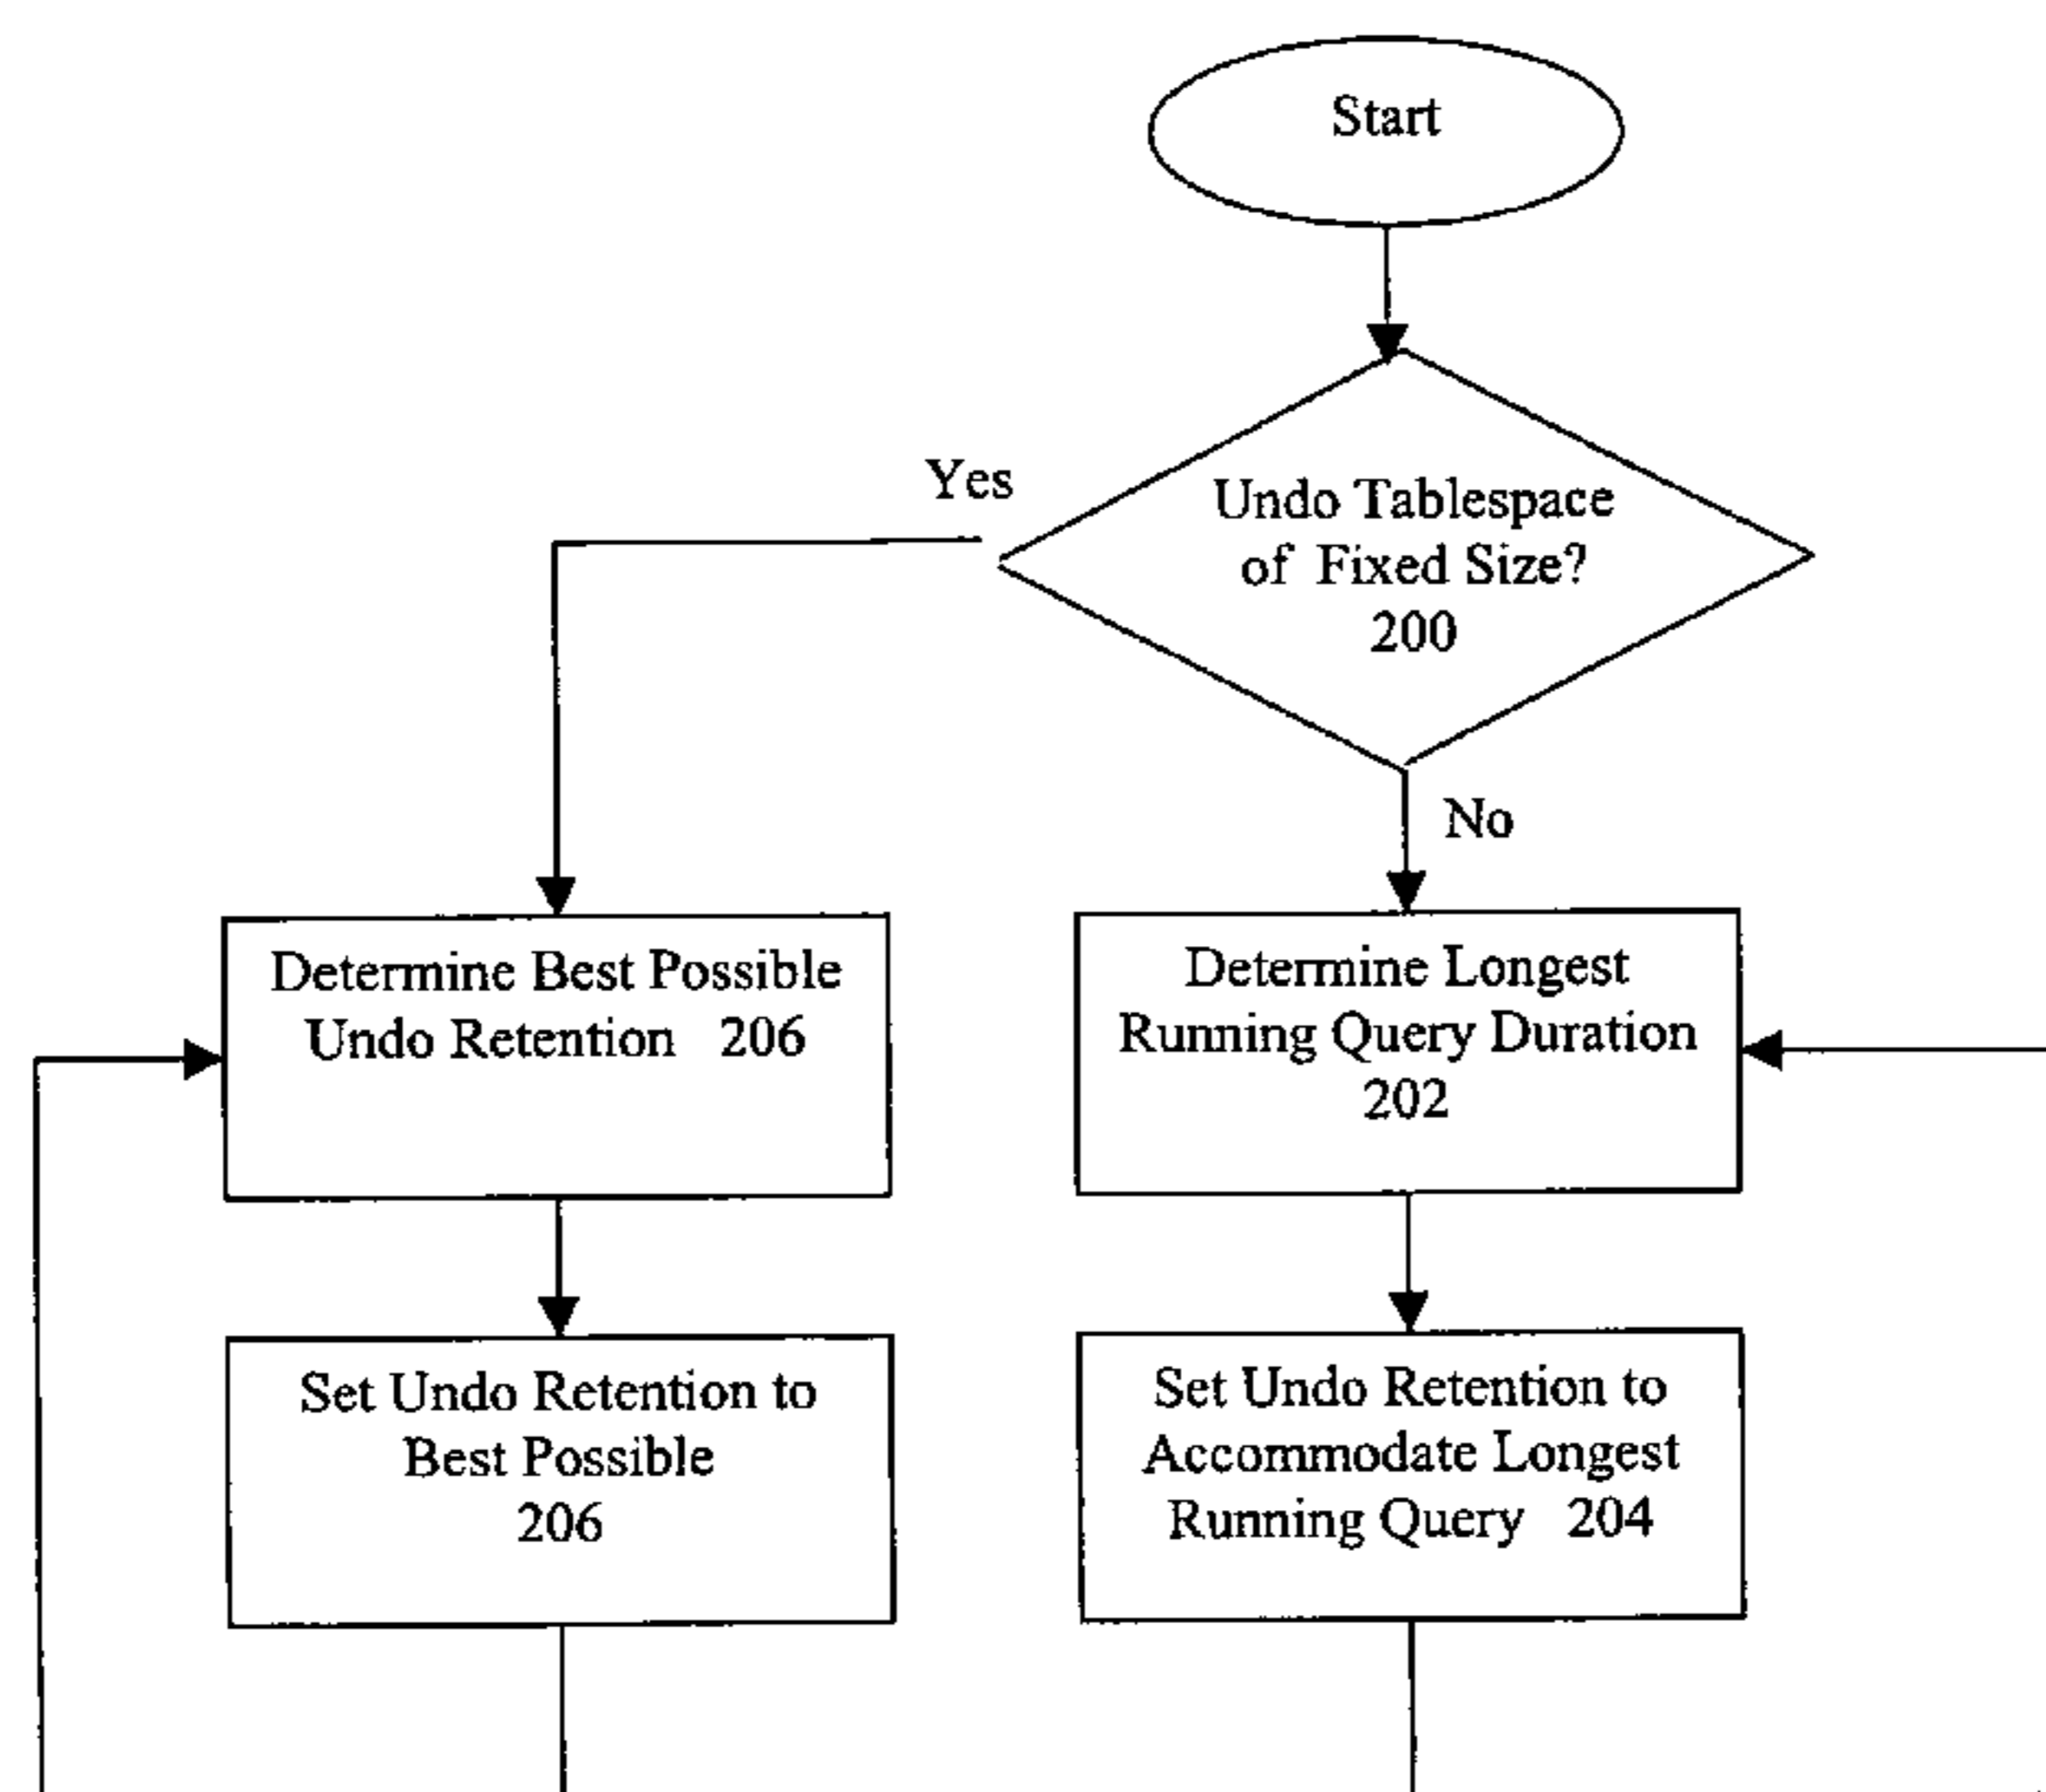 Start
Yes
Undo Tablespace
of Fixed Size?
200
No
Determine Best Possible
Undo Retention 206
Determine Longest
Running Query Duration
202
Set Undo Retention to
Best Possible
206
Set Undo Retention to
Accommodate Longest
Running Query 204